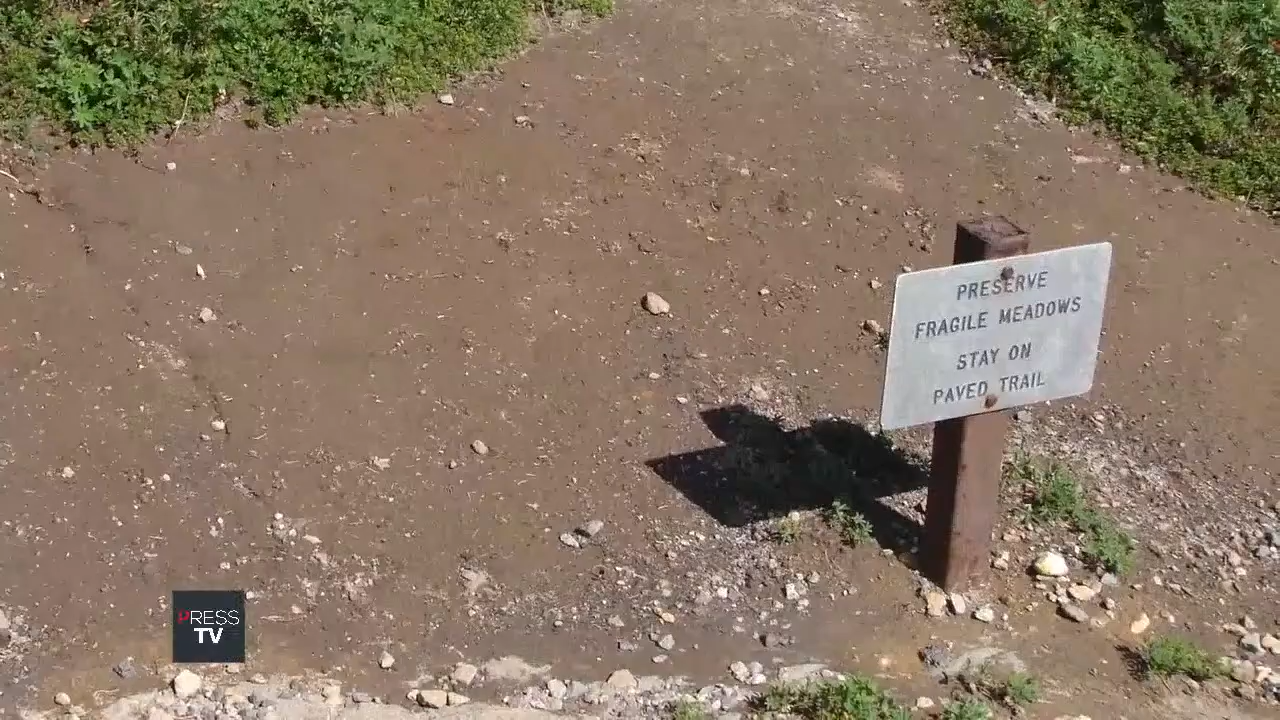 PRESERVE
FRAGILE MEADOWS
STAY ON
PAVED TRAIL
PRESS
TV